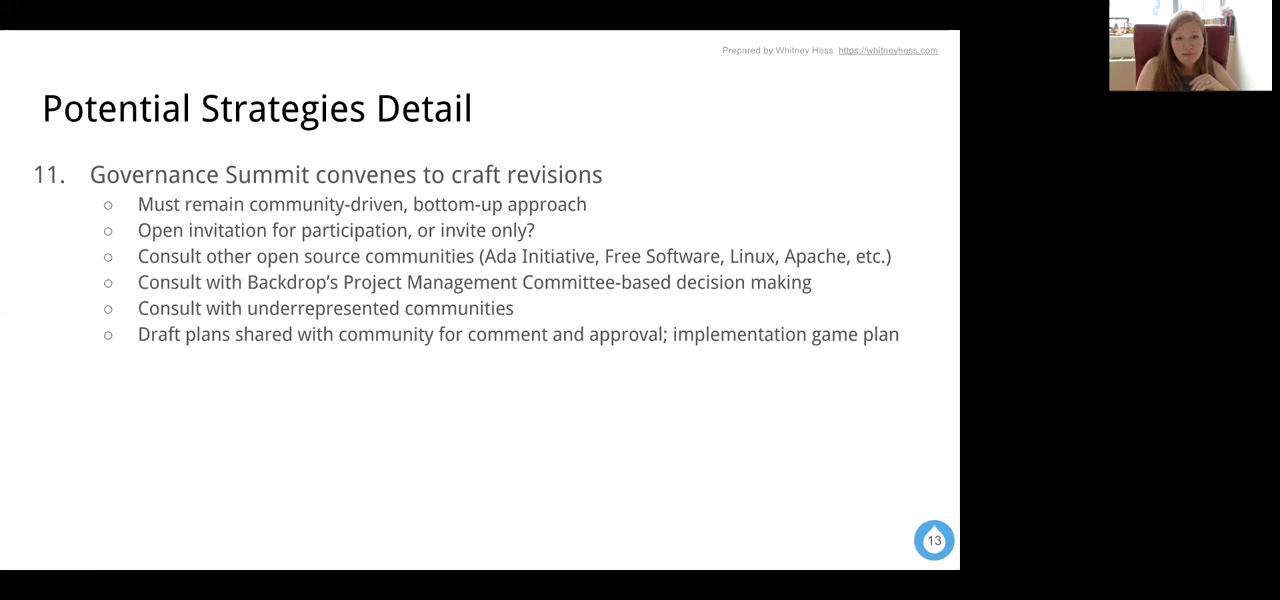 Prepared by Whitney Hess https://whitneyhess.com
Potential Strategies Detail
11. Governance Summit convenes to craft revisions
○ Must remain community-driven, bottom-up approach
○ Open invitation for participation, or invite only?
○ Consult other open source communities (Ada Initiative, Free Software, Linux, Apache, etc.)
○ Consult with Backdrop’s Project Management Committee-based decision making
○ Consult with underrepresented communities
○ Draft plans shared with community for comment and approval; implementation game plan
13